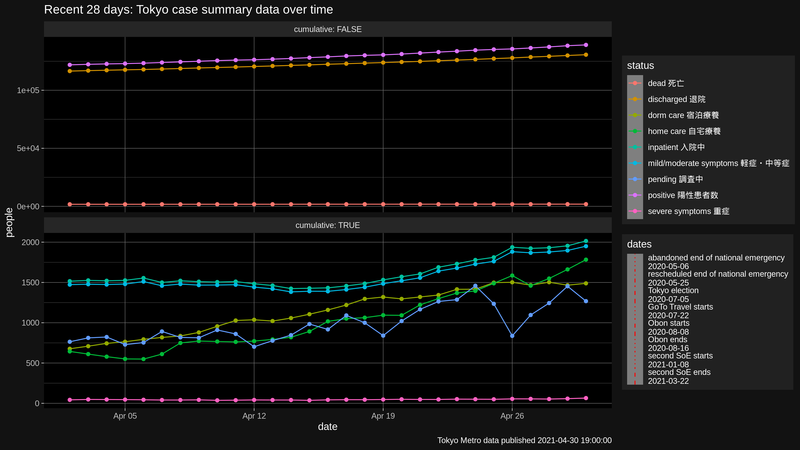 Recent 28 days: Tokyo case summary data over time
cumulative: FALSE
1e+05
5e+04
0e+00
cumulative: TRUE
2000
1500
1000
500
0
people
Apr 05
Apr 12
Apr 19
Apr 26
date
Tokyo Metro data published 2021-04-30 19:00:00
status
dead 死亡
discharged 退院
dorm care 宿泊療養
home care 自宅療養
inpatient 入院中
mild/moderate symptoms 軽症・中等症
pending 調査中
positive 陽性患者数
severe symptoms 重症
dates
abandoned end of national emergency
2020-05-06
rescheduled end of national emergency
2020-05-25
Tokyo election
2020-07-05
GoTo Travel starts
2020-07-22
Obon starts
2020-08-08
Obon ends
2020-08-16
second SoE starts
2021-01-08
second SoE ends
2021-03-22